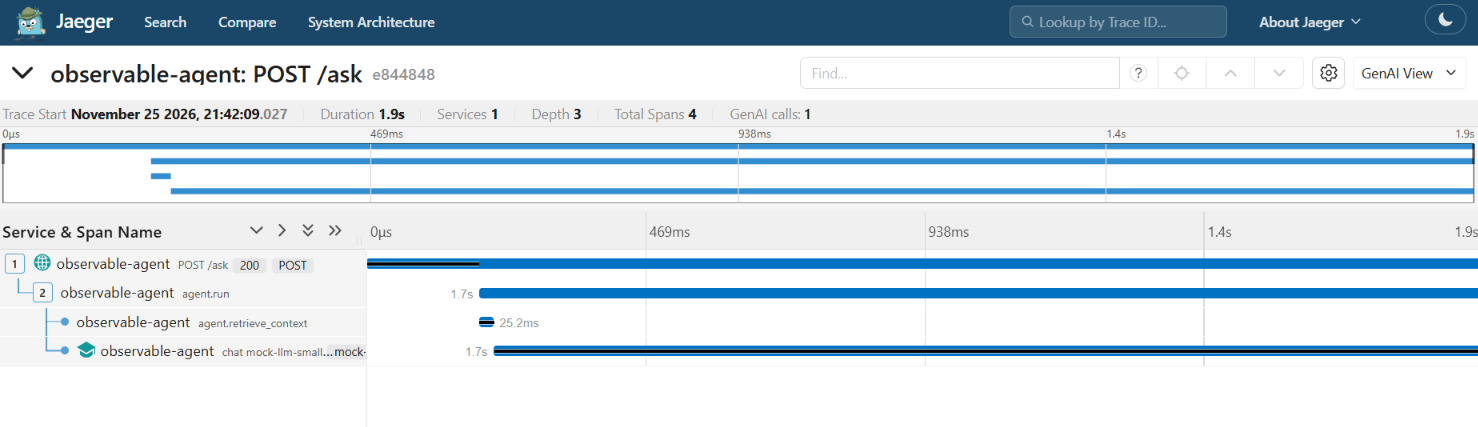 Jaeger Search Compare System Architecture Lookup by Trace ID... About Jaeger
observable-agent: POST /ask e844848 Find... ? GenAI View
Trace Start November 25 2026, 21:42:09.027 Duration 1.9s Services 1 Depth 3 Total Spans 4 GenAI calls: 1
0μs 469ms 938ms 1.4s 1.9s
Service & Span Name 0μs 469ms 938ms 1.4s 1.9s
1 observable-agent POST /ask 200 POST
2 observable-agent agent.run 1.7s
observable-agent agent.retrieve_context 25.2ms
observable-agent chat mock-llm-small... mock- 1.7s